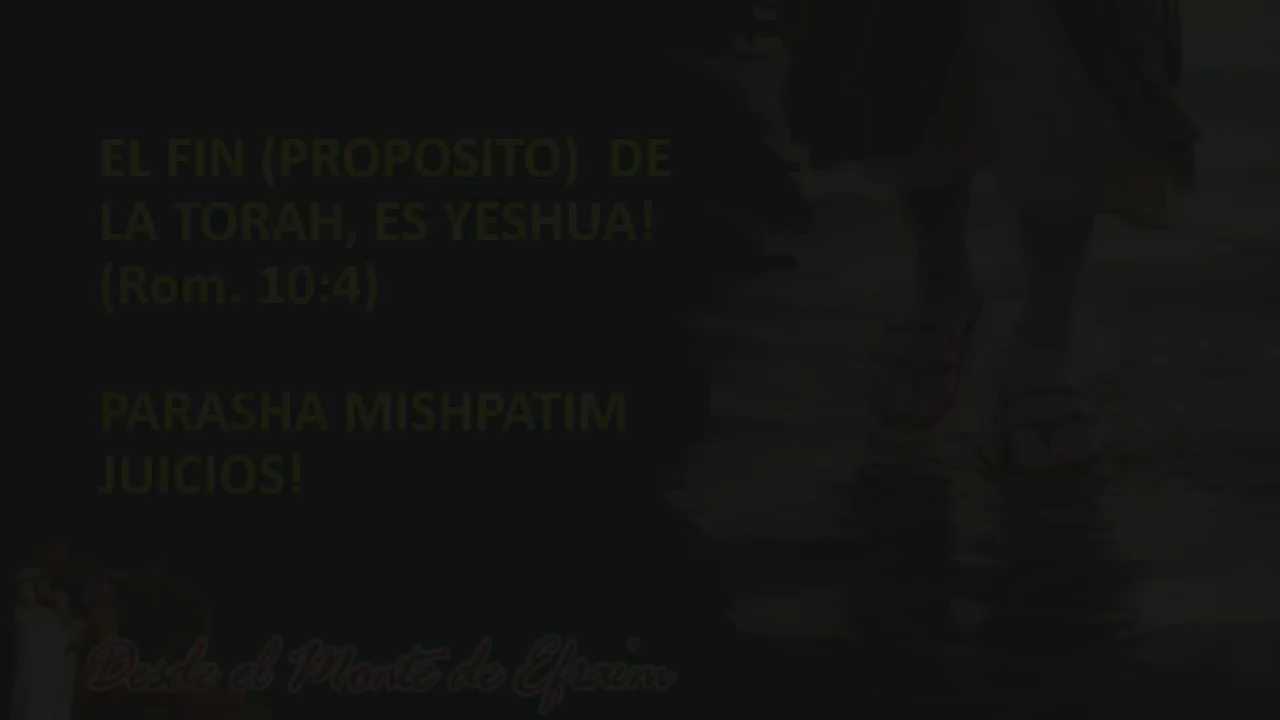 EL FIN (PROPOSITO) DE
LA TORAH, ES YESHUA!
(Rom. 10:4)
PARASHA MISHPATIM
JUICIOS!
Desde el Monte de Efraim